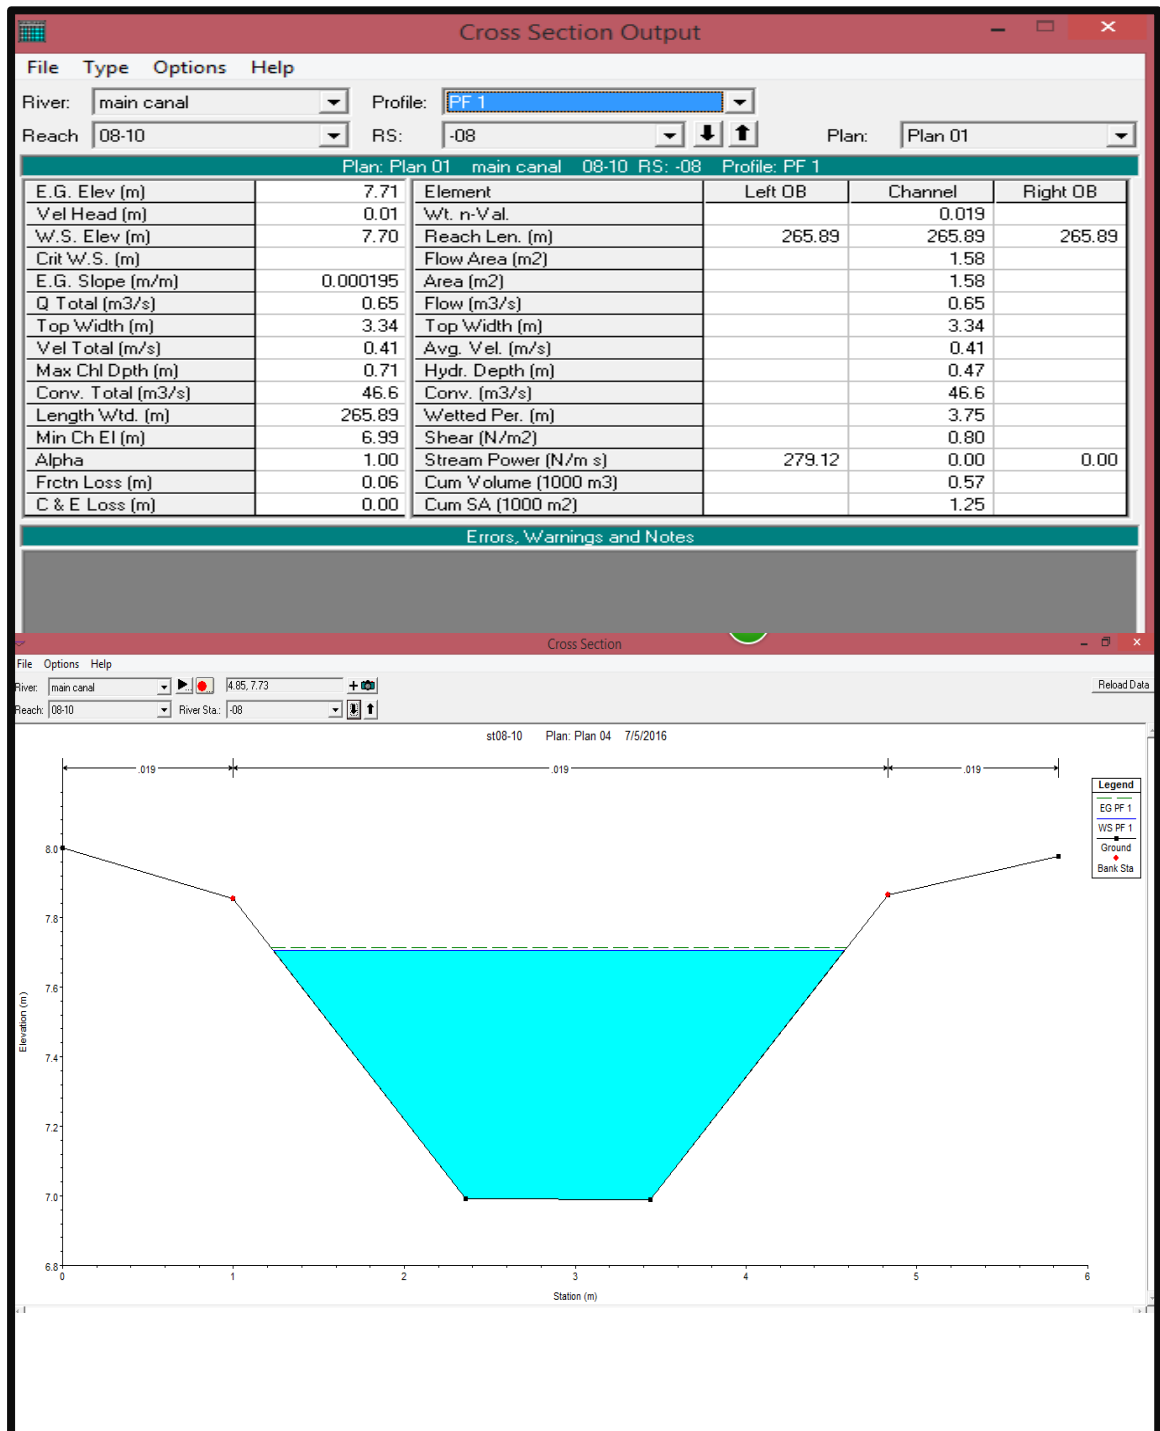 Cross Section Output
File Type Options Help
River: main canal Profile: PF 1
Reach 08-10 RS: -08 Plan: Plan 01
Plan: Plan 01 main canal 08-10 RS: -08 Profile: PF 1
E.G. Elev (m) 7.71 Element Left OB Channel Right OB
Vel Head (m) 0.01 Wt. n-Val. 0.019
W.S. Elev (m) 7.70 Reach Len. (m) 265.89 265.89 265.89
Crit W.S. (m) Flow Area (m2) 1.58
E.G. Slope (m/m) 0.000195 Area (m2) 1.58
Q Total (m3/s) 0.65 Flow (m3/s) 0.65
Top Width (m) 3.34 Top Width (m) 3.34
Vel Total (m/s) 0.41 Avg. Vel. (m/s) 0.41
Max Chl Dpth (m) 0.71 Hydr. Depth (m) 0.47
Conv. Total (m3/s) 46.6 Conv. (m3/s) 46.6
Length Wtd. (m) 265.89 Wetted Per. (m) 3.75
Min Ch El (m) 6.99 Shear (N/m2) 0.80
Alpha 1.00 Stream Power (N/m s) 279.12 0.00 0.00
Frctn Loss (m) 0.06 Cum Volume (1000 m3) 0.57
C & E Loss (m) 0.00 Cum SA (1000 m2) 1.25
Errors, Warnings and Notes
Cross Section
File Options Help
River: main canal 4.85, 7.73 Reload Data
Reach: 08-10 River Sta.: -08
st08-10 Plan: Plan 04 7/5/2016
.019 .019 .019
Legend
EG PF 1
WS PF 1
Ground
Bank Sta
8.0
7.8
7.6
7.4
7.2
7.0
6.8
Elevation (m)
0 1 2 3 4 5 6
Station (m)